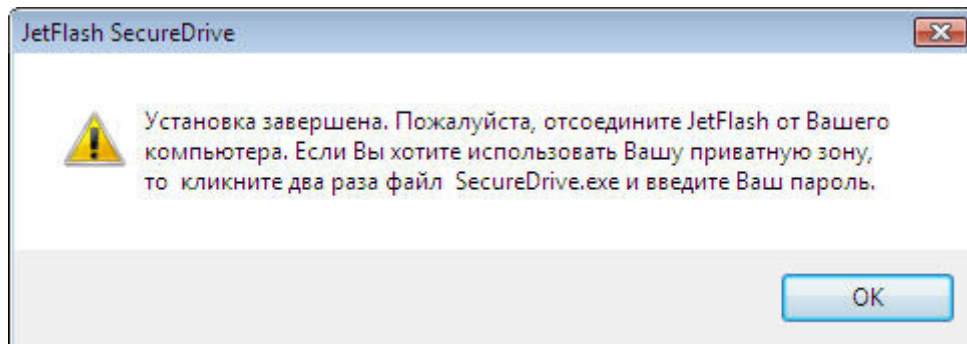 JetFlash SecureDrive
Установка завершена. Пожалуйста, отсоедините JetFlash от Вашего
компьютера. Если Вы хотите использовать Вашу приватную зону,
то кликните два раза файл SecureDrive.exe и введите Ваш пароль.
OK